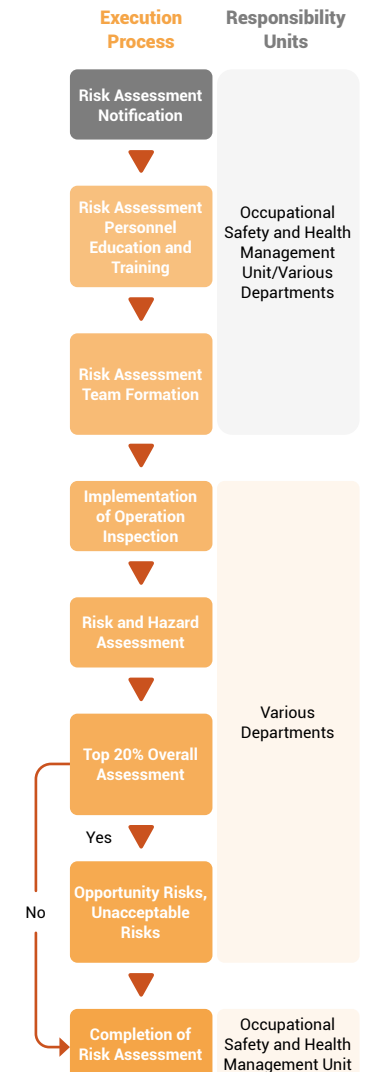 Execution
Process
Responsibility
Units
Risk Assessment
Notification
Risk Assessment
Personnel
Education and
Training
Risk Assessment
Team Formation
Occupational
Safety and Health
Management
Unit/Various
Departments
Implementation
of Operation
Inspection
Risk and Hazard
Assessment
Top 20% Overall
Assessment
Yes
Opportunity Risks,
Unacceptable
Risks
No
Various
Departments
Completion of
Risk Assessment
Occupational
Safety and Health
Management Unit